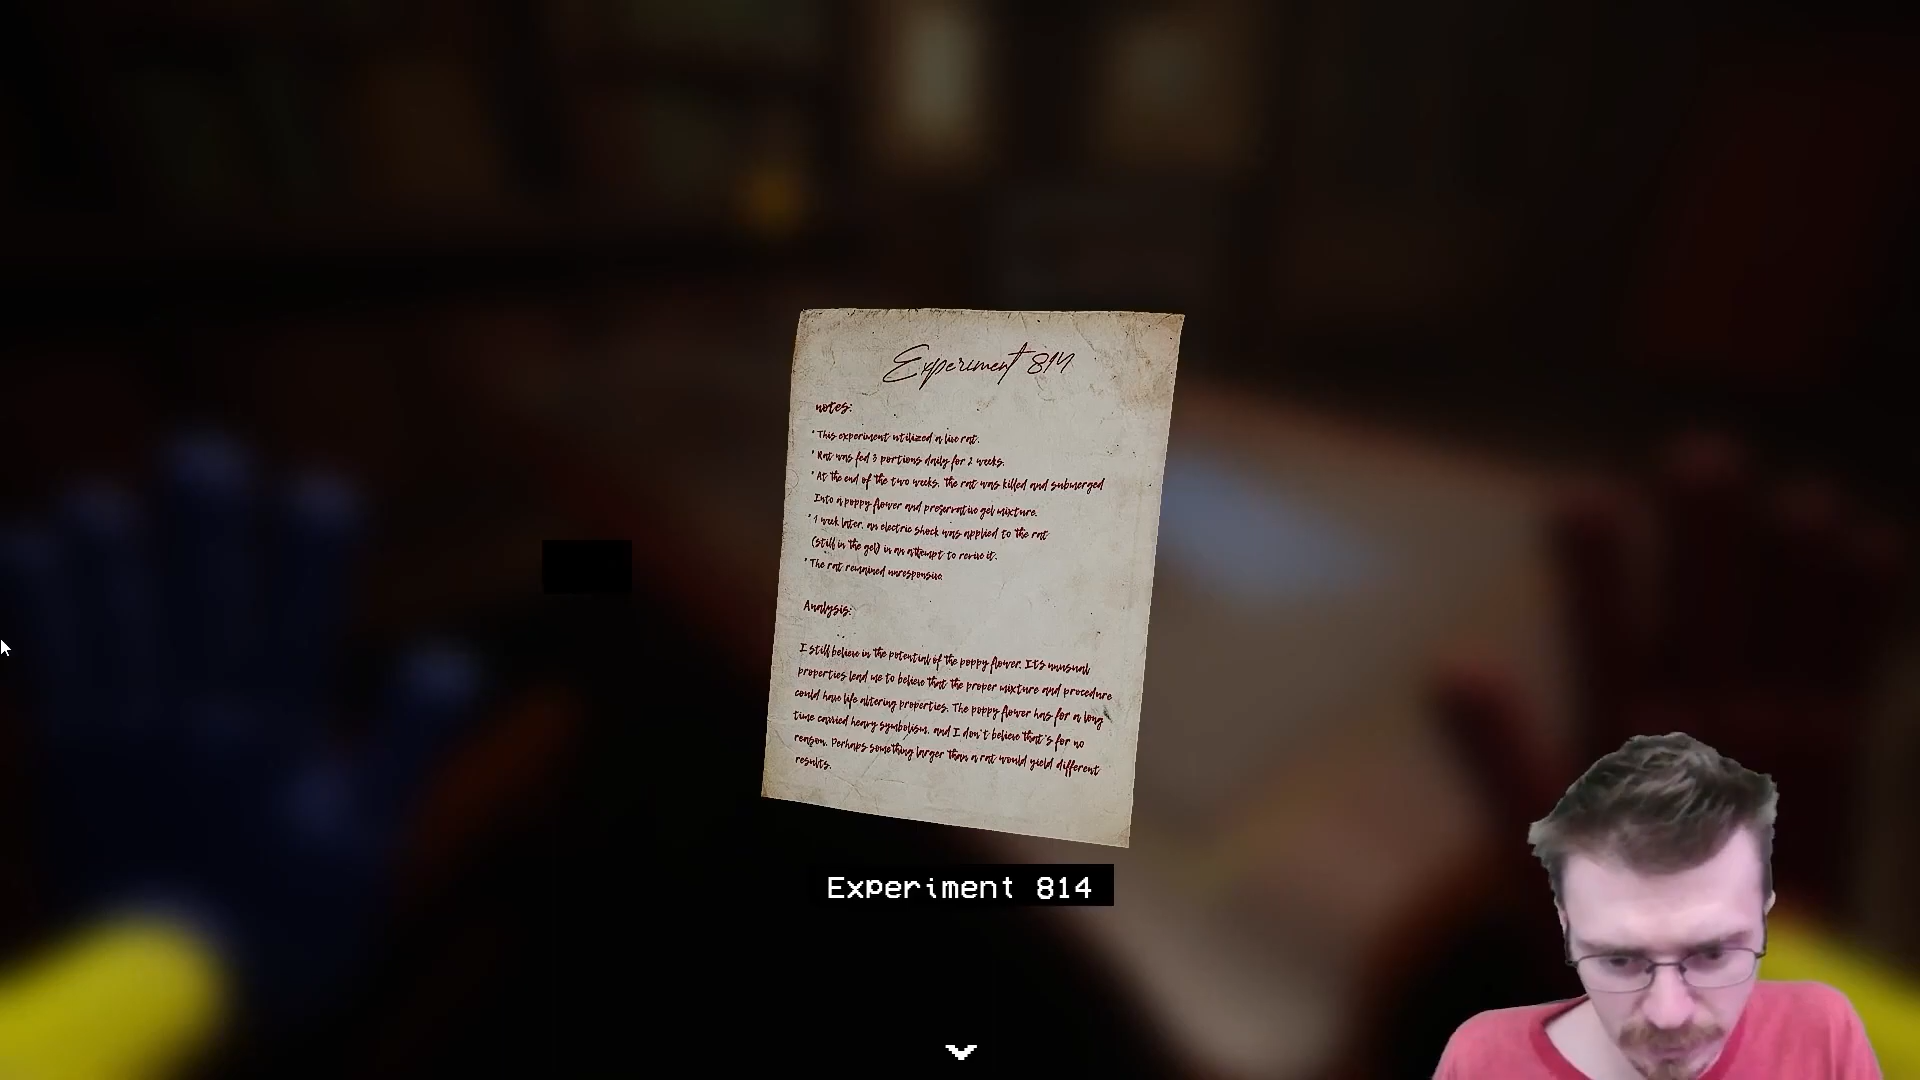 Experiment 814
notes:
* This experiment utilized a live rat.
* Rat was fed 3 portions daily for 2 weeks.
* At the end of the two weeks, the rat was killed and submerged
Into a poppy flower and preservative gel mixture.
* 1 week later, an electric shock was applied to the rat
(still in the gel) in an attempt to revive it.
* The rat remained unresponsive.
Analysis:
I still believe in the potential of the poppy flower. Its unusual
properties lead me to believe that the proper mixture and procedure
could have life altering properties. The poppy flower has for a long
time carried heavy symbolism, and I don't believe that's for no
reason. Perhaps something larger than a rat would yield different
results.
Experiment 814